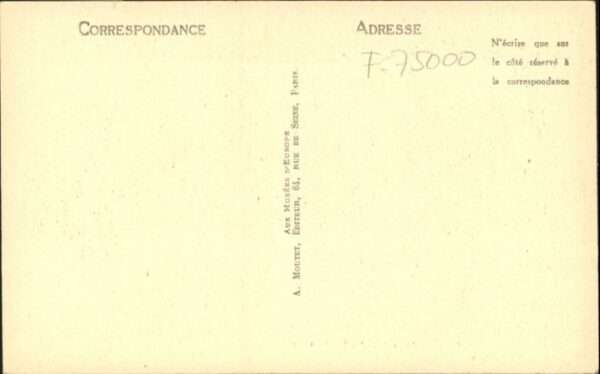 CORRESPONDANCE
ADRESSE
F-75000
N'écrire que sur
le côté réservé à
la correspondance
AUX MUSÉES D'EUROPE
A. MOUTET, EDITEUR, 64, RUE DE SEINE, PARIS.